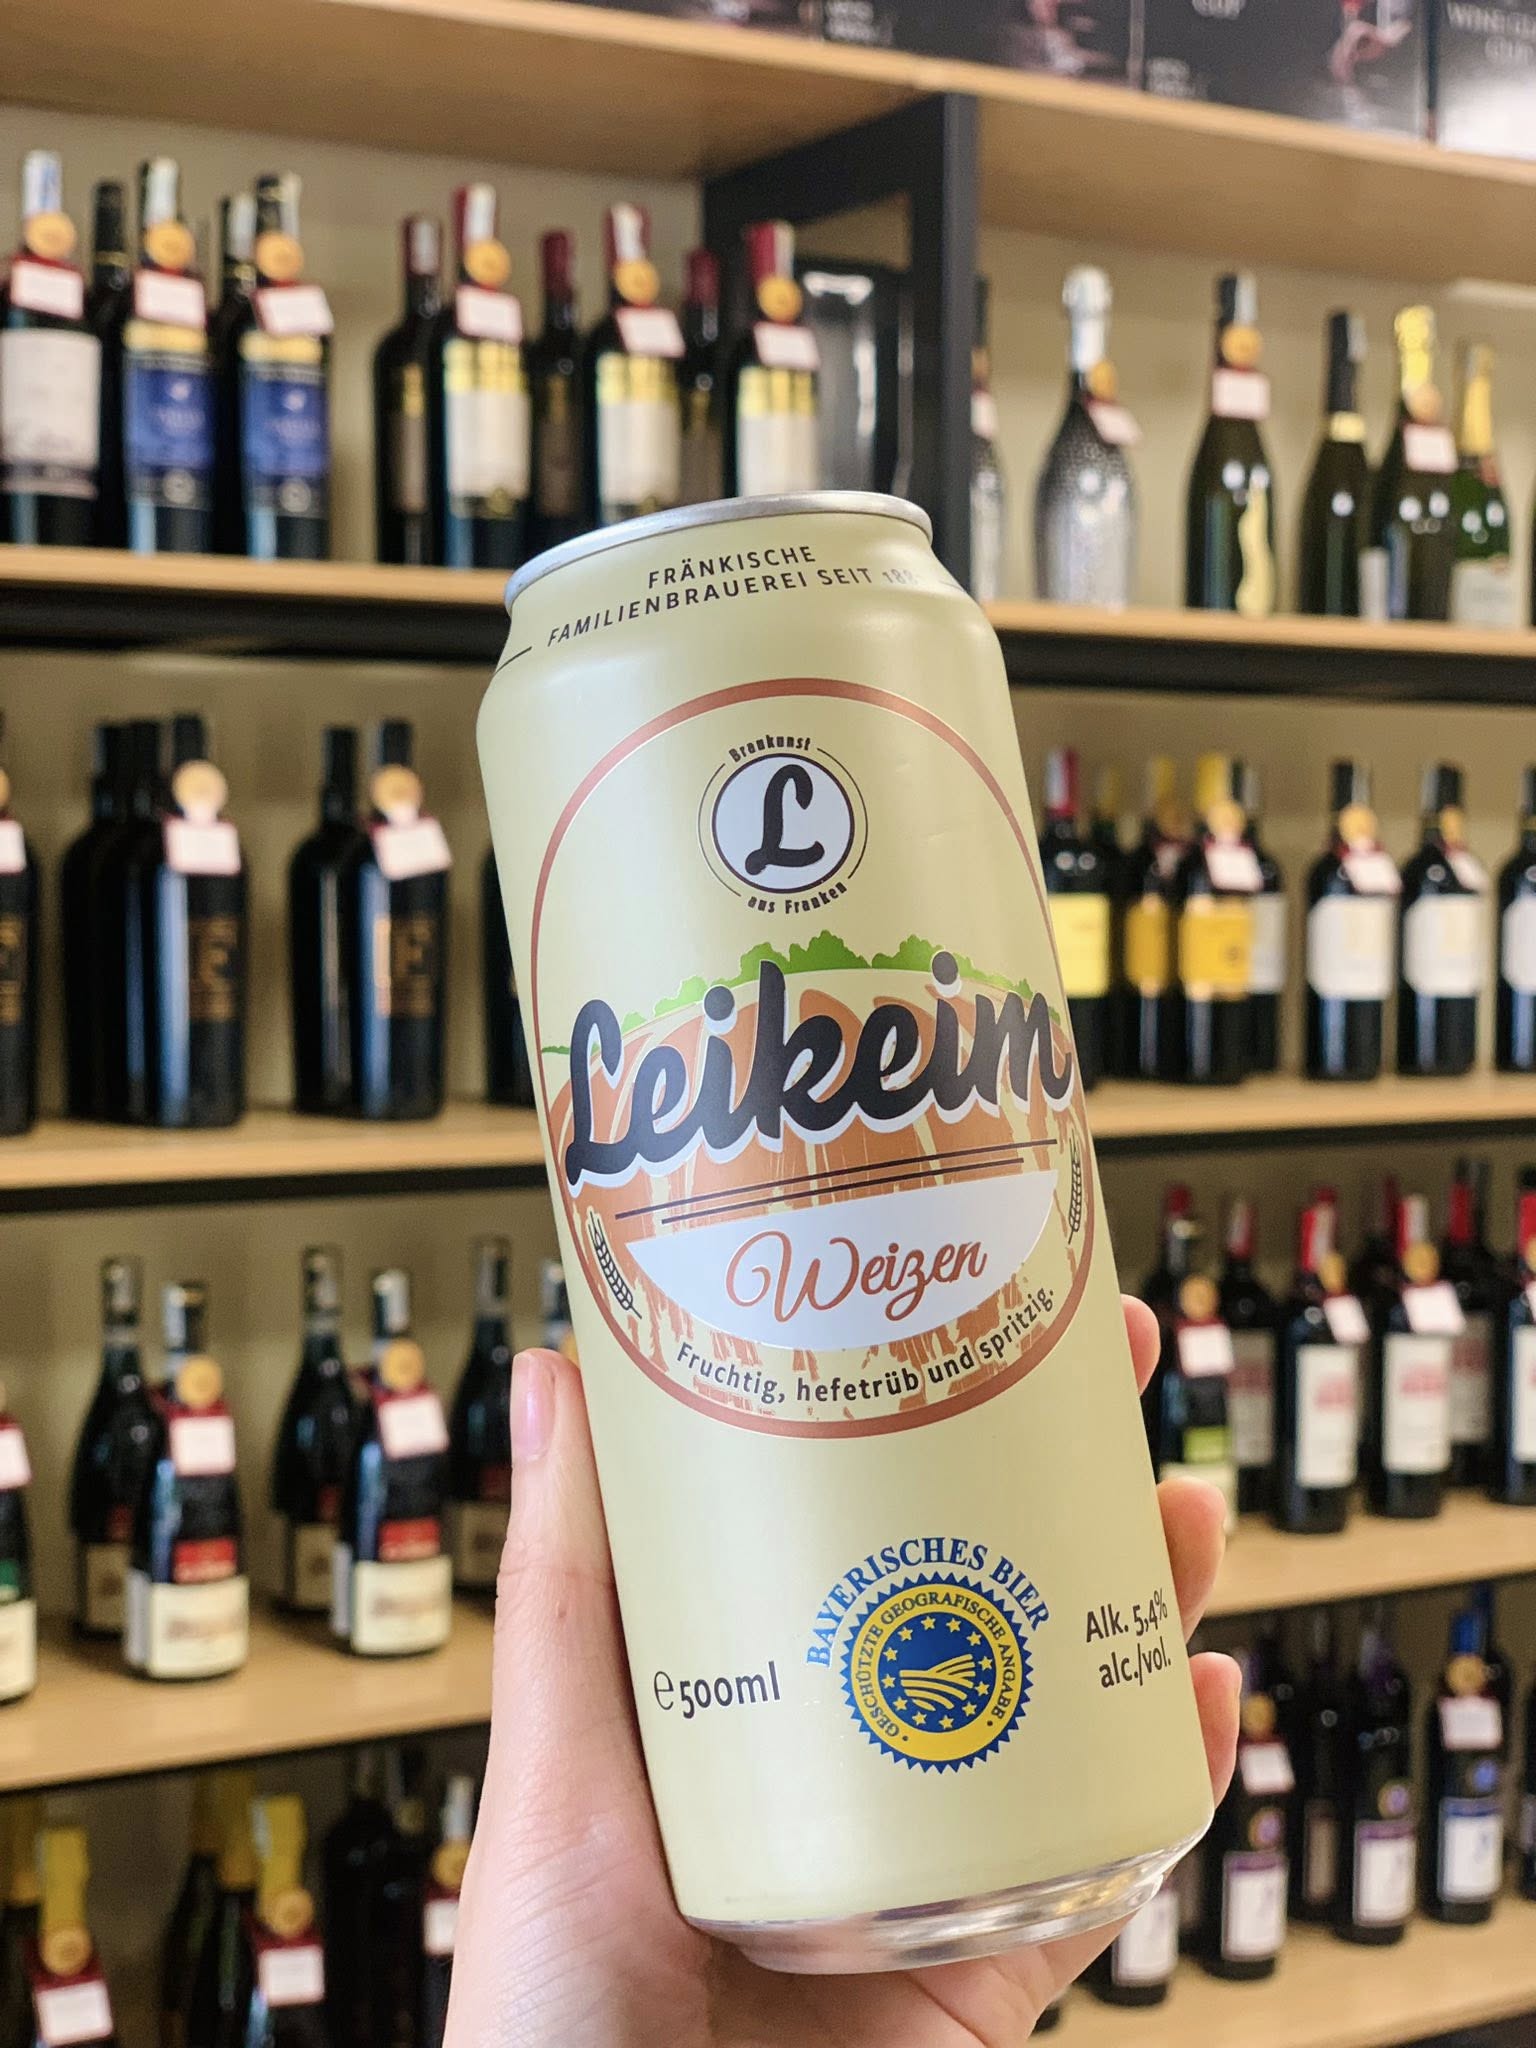 FRÄNKISCHE
FAMILIENBRAUEREI SEIT
Braukunst
L
aus Franken
Leikeim
Weizen
Fruchtig, hefetrüb und spritzig.
BAYERISCHES BIER
GESCHÜTZTE GEOGRAFISCHE ANGABE
℮500ml
Alk. 5,4%
alc./vol.